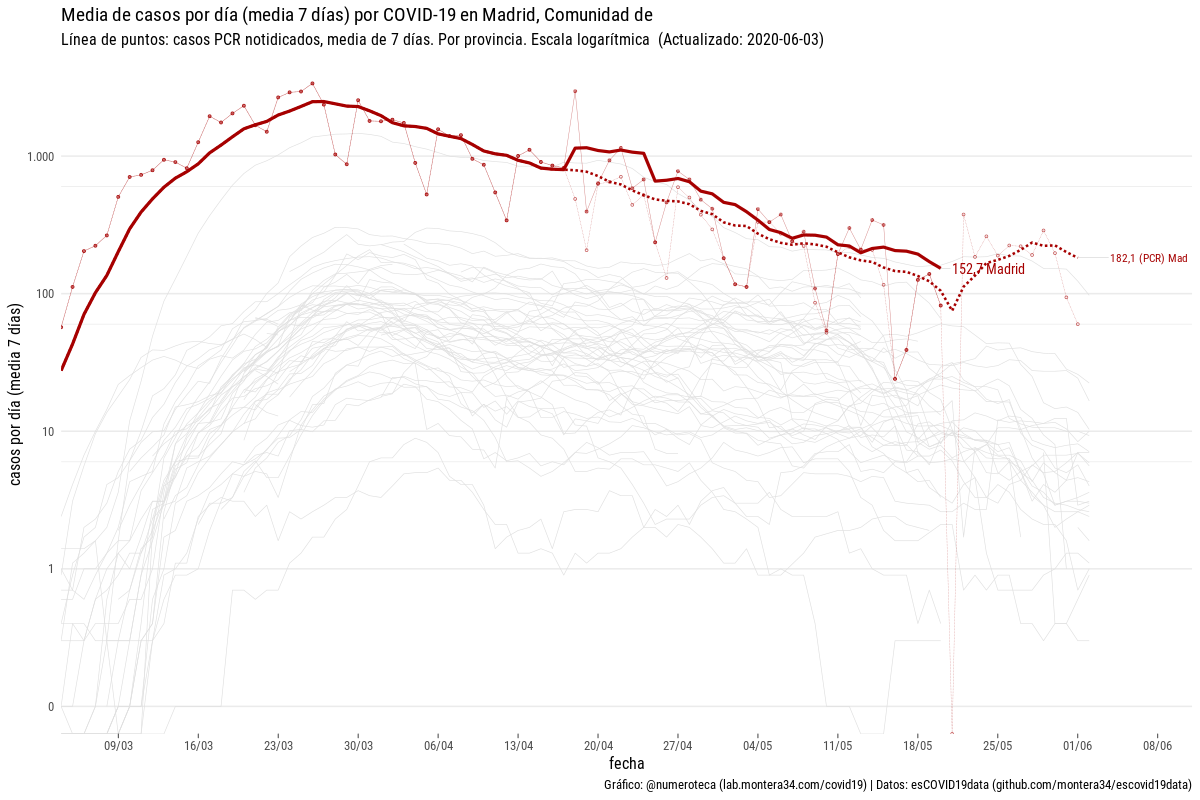 Media de casos por día (media 7 días) por COVID-19 en Madrid, Comunidad de
Línea de puntos: casos PCR notidicados, media de 7 días. Por provincia. Escala logarítmica (Actualizado: 2020-06-03)
casos por día (media 7 días)
1.000
100
10
1
0
182,1 (PCR) Mad
152,7 Madrid
09/03 16/03 23/03 30/03 06/04 13/04 20/04 27/04 04/05 11/05 18/05 25/05 01/06 08/06
fecha
Gráfico: @numeroteca (lab.montera34.com/covid19) | Datos: esCOVID19data (github.com/montera34/escovid19data)